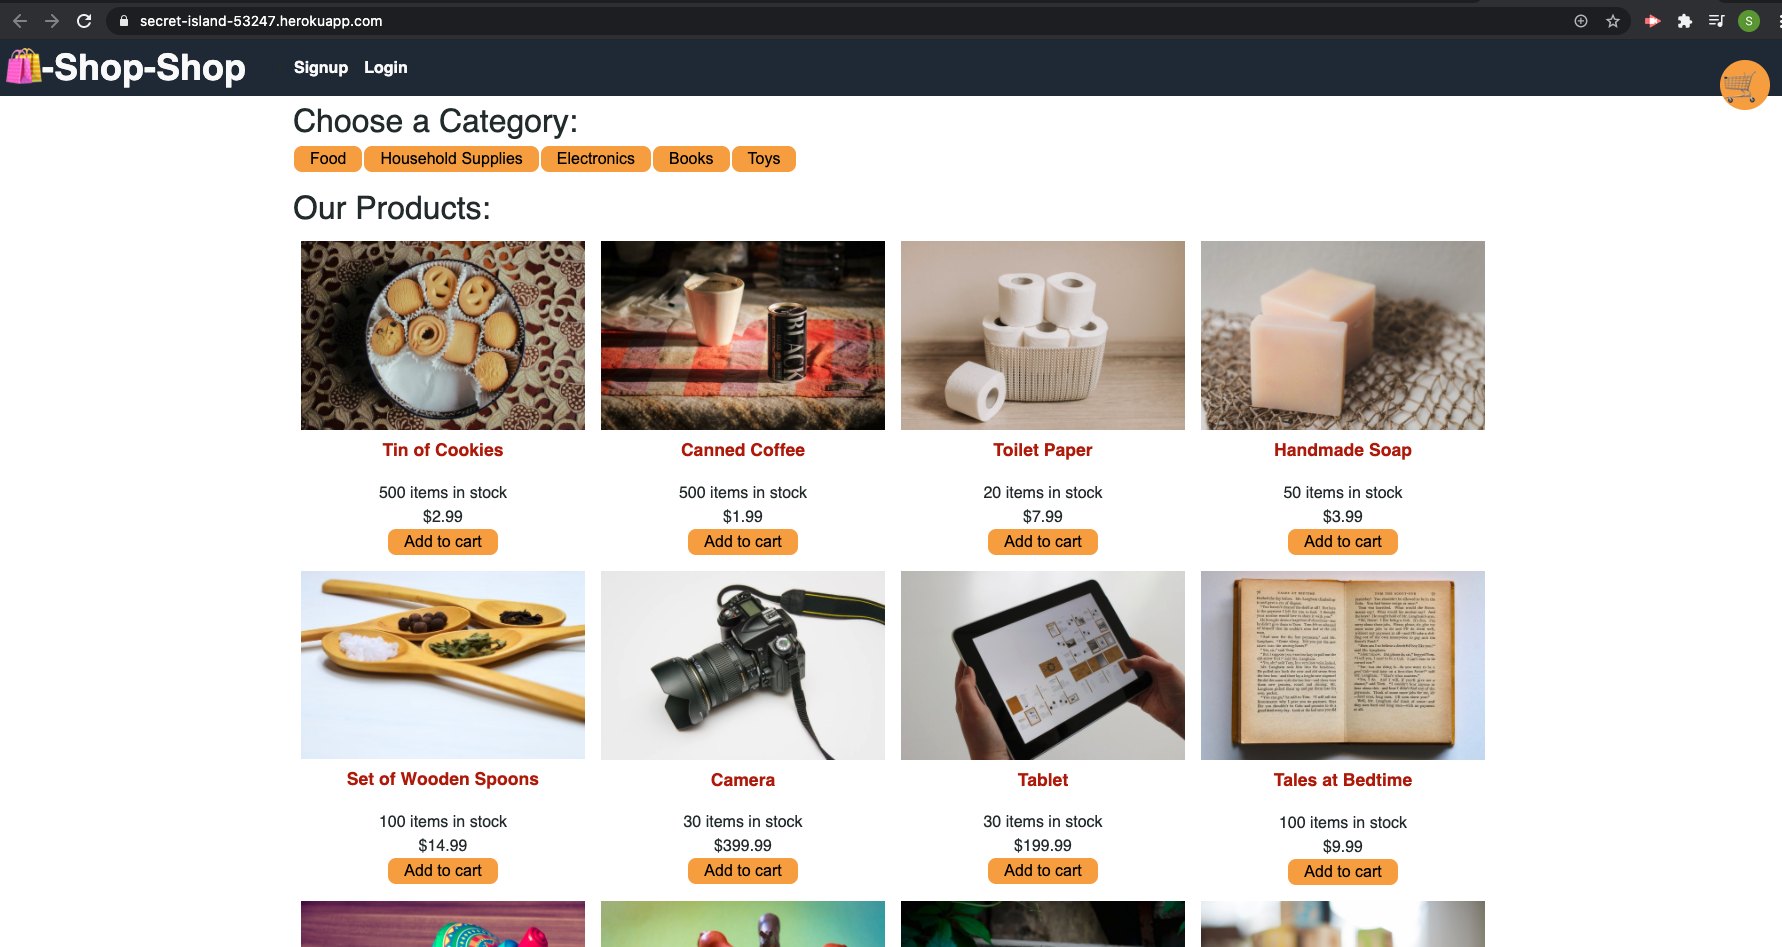 secret-island-53247.herokuapp.com
S
-Shop-Shop
Signup Login
Choose a Category:
Food Household Supplies Electronics Books Toys
Our Products:
BLACK
Tin of Cookies Canned Coffee Toilet Paper Handmade Soap
500 items in stock 500 items in stock 20 items in stock 50 items in stock
$2.99 $1.99 $7.99 $3.99
Add to cart Add to cart Add to cart Add to cart
Set of Wooden Spoons Camera Tablet Tales at Bedtime
100 items in stock 30 items in stock 30 items in stock 100 items in stock
$14.99 $399.99 $199.99 $9.99
Add to cart Add to cart Add to cart Add to cart